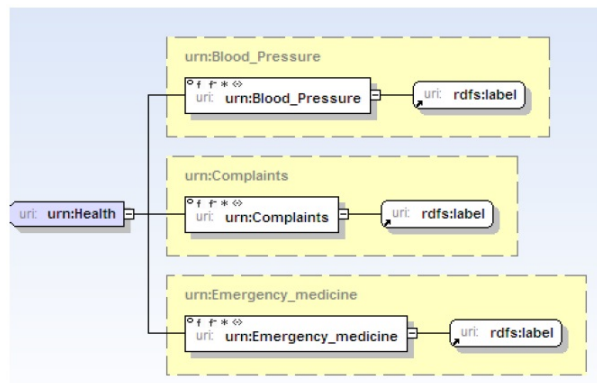 urn:Blood_Pressure
uri: urn:Blood_Pressure
uri: rdfs:label
urn:Complaints
uri: urn:Health
uri: urn:Complaints
uri: rdfs:label
urn:Emergency_medicine
uri: urn:Emergency_medicine
uri: rdfs:label